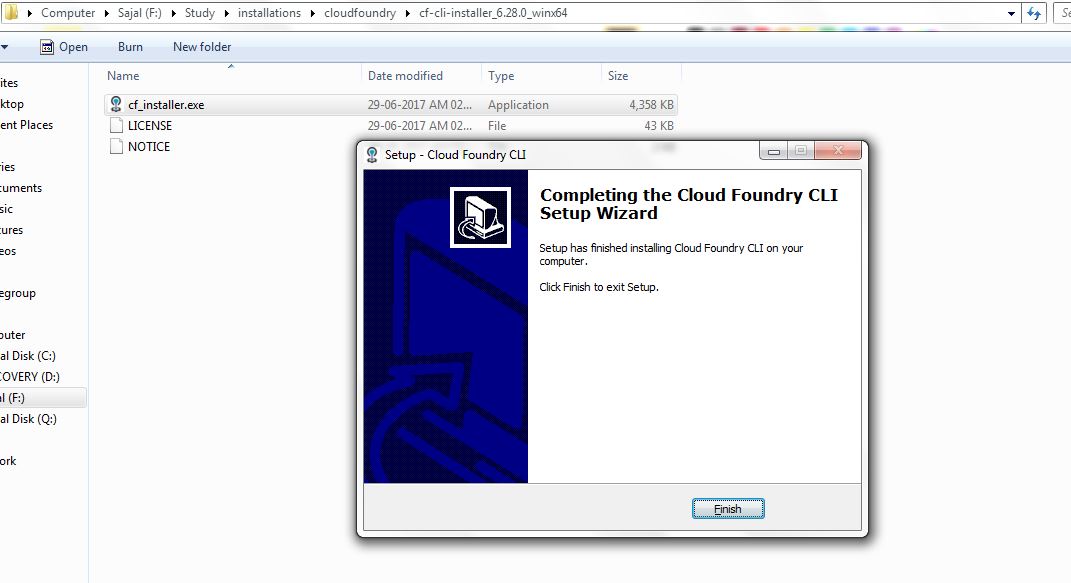 Computer Sajal (F:) Study installations cloudfoundry cf-cli-installer_6.28.0_winx64
Open Burn New folder
Name Date modified Type Size
cf_installer.exe 29-06-2017 AM 02... Application 4,358 KB
LICENSE 29-06-2017 AM 02... File 43 KB
NOTICE
ites
ktop
ent Places
ries
cuments
sic
tures
eos
egroup
puter
al Disk (C:)
COVERY (D:)
al (F:)
al Disk (Q:)
ork
Setup - Cloud Foundry CLI
Completing the Cloud Foundry CLI
Setup Wizard
Setup has finished installing Cloud Foundry CLI on your
computer.
Click Finish to exit Setup.
Finish